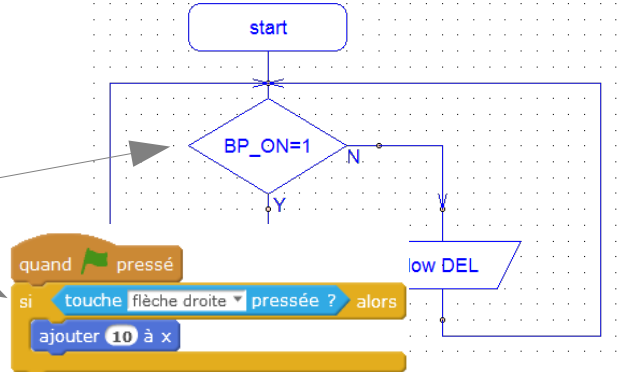 start
BP_ON=1
N
Y
low DEL
quand pressé
si touche flèche droite pressée ? alors
ajouter 10 à x